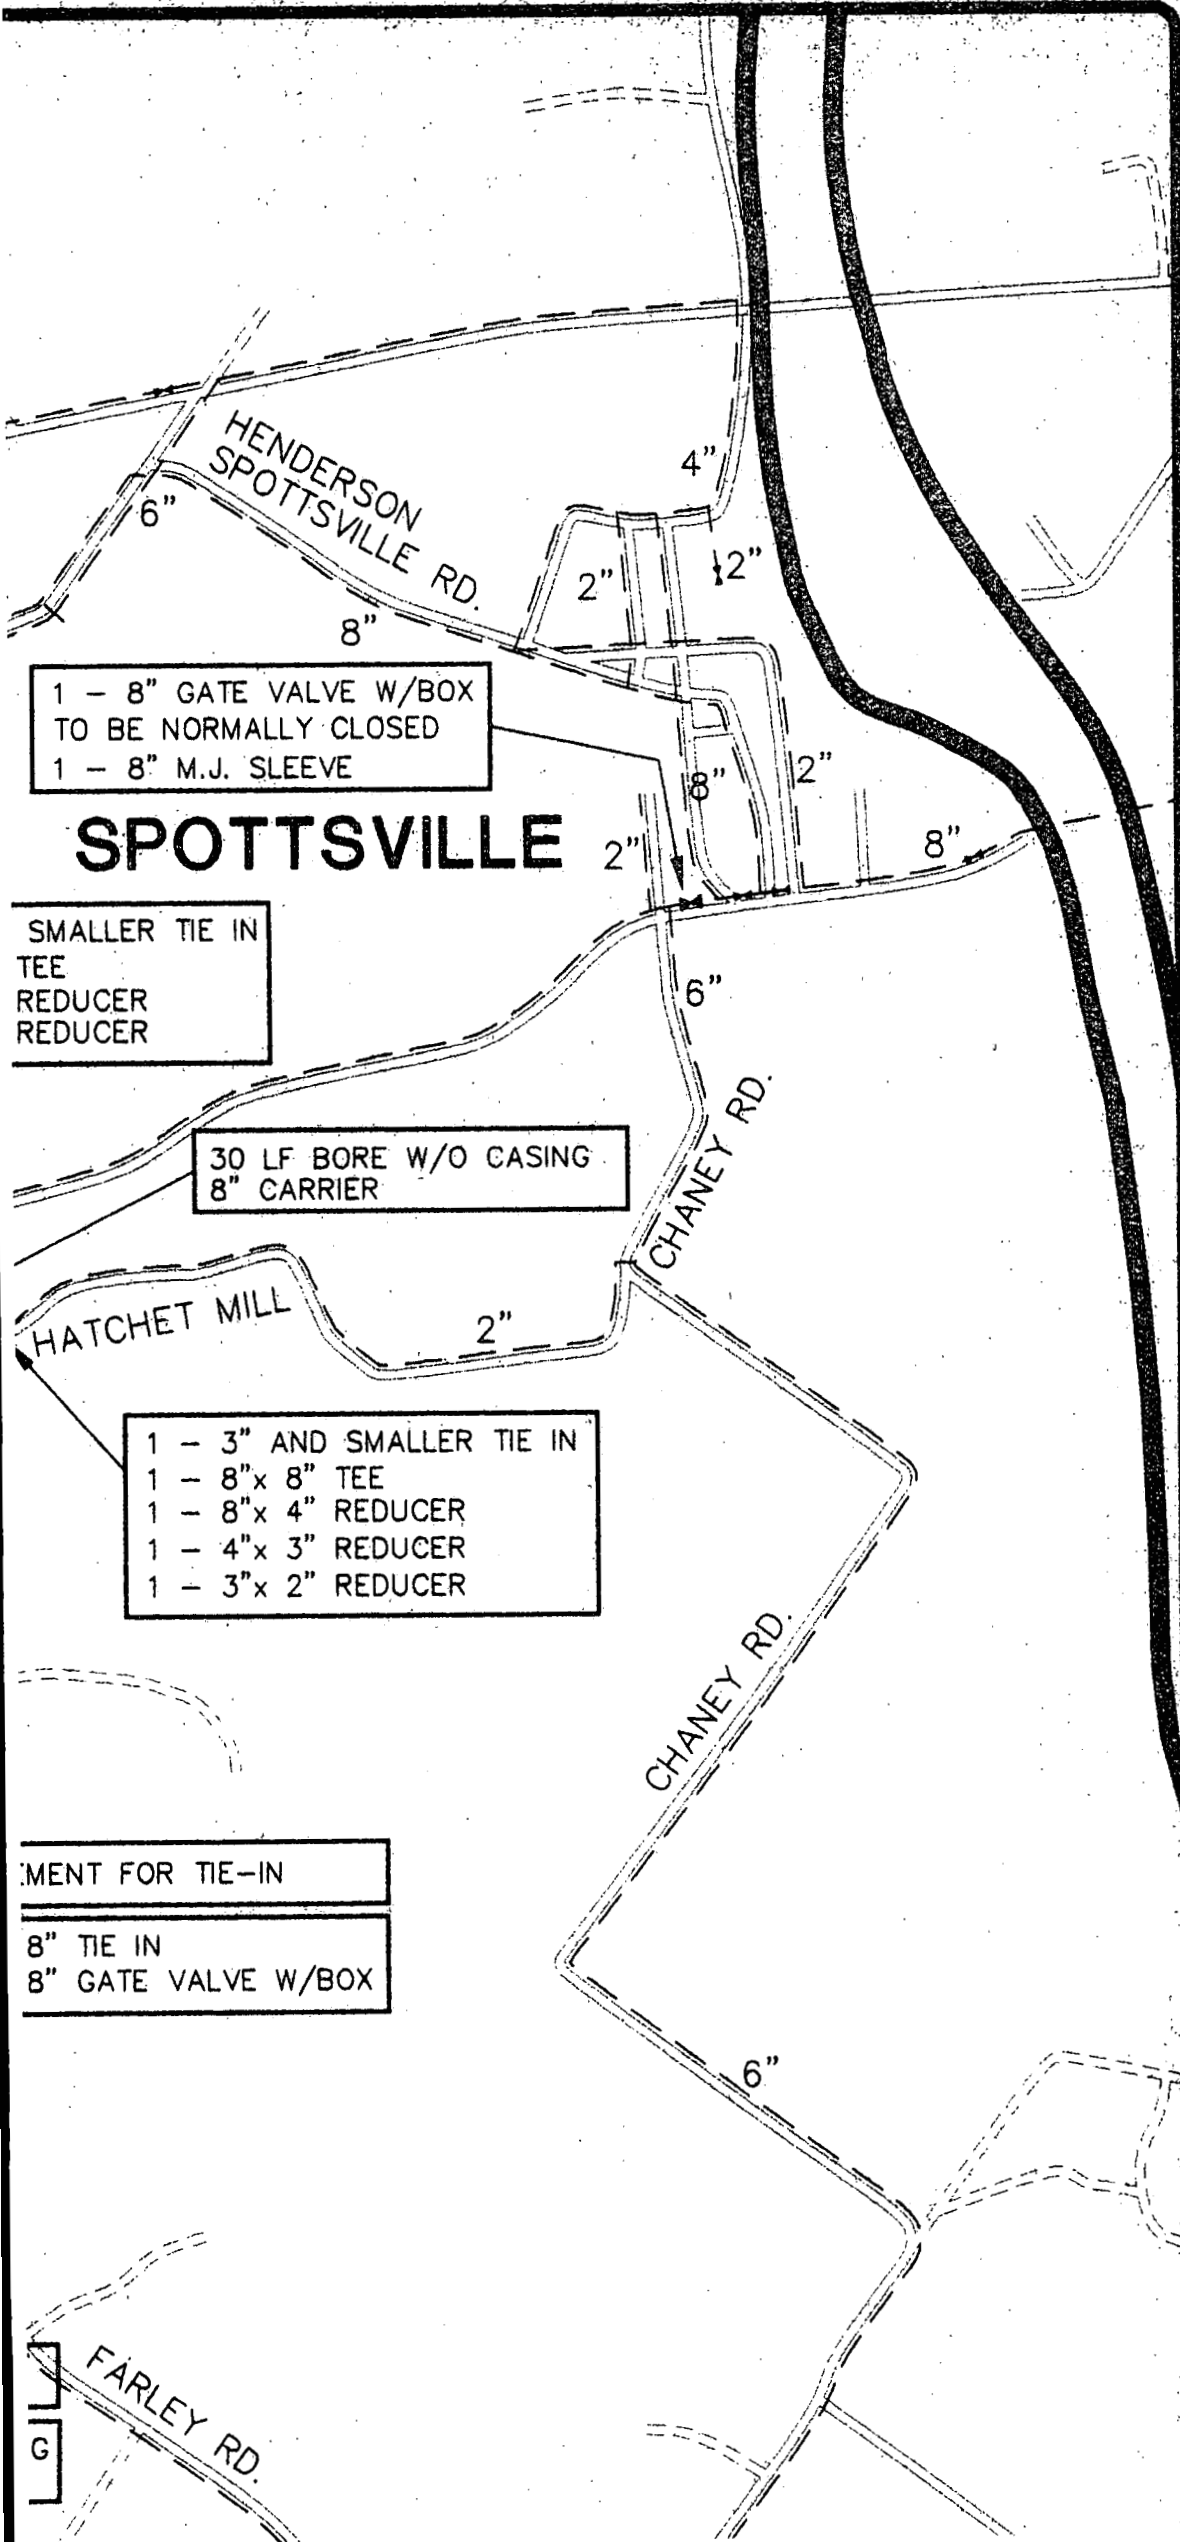 HENDERSON
SPOTTSVILLE RD.
4”
6”
2”
2”
8”
1 – 8” GATE VALVE W/BOX
TO BE NORMALLY CLOSED
1 – 8” M.J. SLEEVE
8”
2”
SPOTTSVILLE
2”
8”
SMALLER TIE IN
TEE
REDUCER
REDUCER
6”
CHANEY RD.
30 LF BORE W/O CASING
8” CARRIER
HATCHET MILL
2”
1 – 3” AND SMALLER TIE IN
1 – 8”x 8” TEE
1 – 8”x 4” REDUCER
1 – 4”x 3” REDUCER
1 – 3”x 2” REDUCER
CHANEY RD.
MENT FOR TIE–IN
8” TIE IN
8” GATE VALVE W/BOX
6”
FARLEY RD.
G